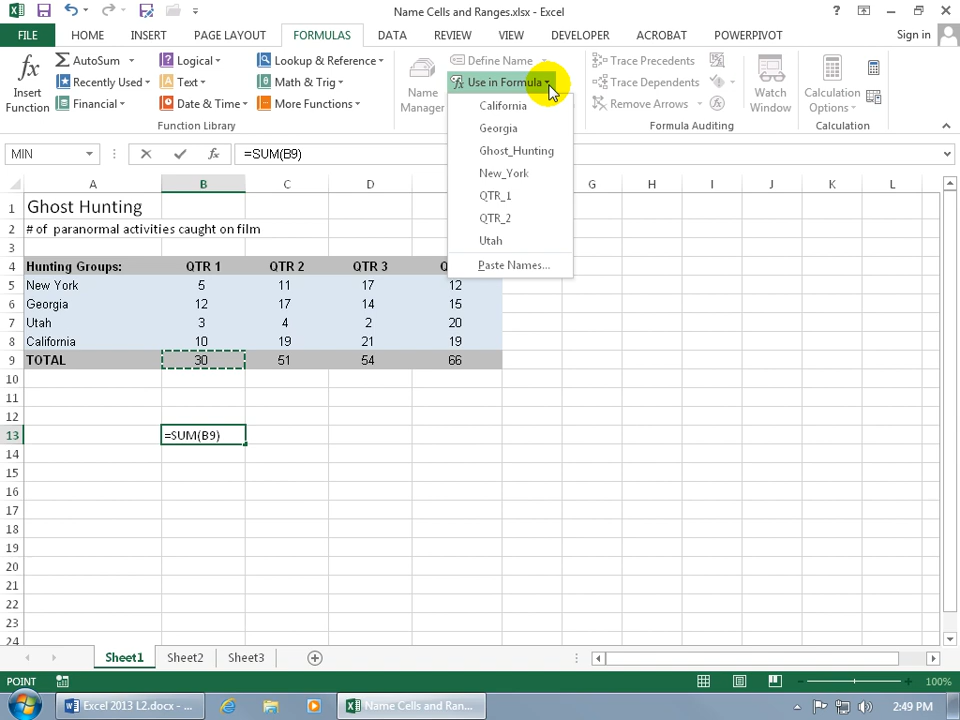 Name Cells and Ranges.xlsx - Excel
FILE HOME INSERT PAGE LAYOUT FORMULAS DATA REVIEW VIEW DEVELOPER ACROBAT POWERPIVOT Sign in
Insert Function
AutoSum
Recently Used
Financial
Logical
Text
Date & Time
Lookup & Reference
Math & Trig
More Functions
Function Library
Name Manager
Define Name
Use in Formula
California
Georgia
Ghost_Hunting
New_York
QTR_1
QTR_2
Utah
Paste Names...
Trace Precedents
Trace Dependents
Remove Arrows
Formula Auditing
Watch Window
Calculation Options
Calculation
MIN fx =SUM(B9)
A B C D G H I J K L
1 Ghost Hunting
2 # of paranormal activities caught on film
3
4 Hunting Groups: QTR 1 QTR 2 QTR 3 Q
5 New York 5 11 17 12
6 Georgia 12 17 14 15
7 Utah 3 4 2 20
8 California 10 19 21 19
9 TOTAL 30 51 54 66
10
11
12
13 =SUM(B9)
14
15
16
17
18
19
20
21
22
23
24
Sheet1 Sheet2 Sheet3
POINT 100%
Excel 2013 L2.docx - ... Name Cells and Ran... 2:49 PM